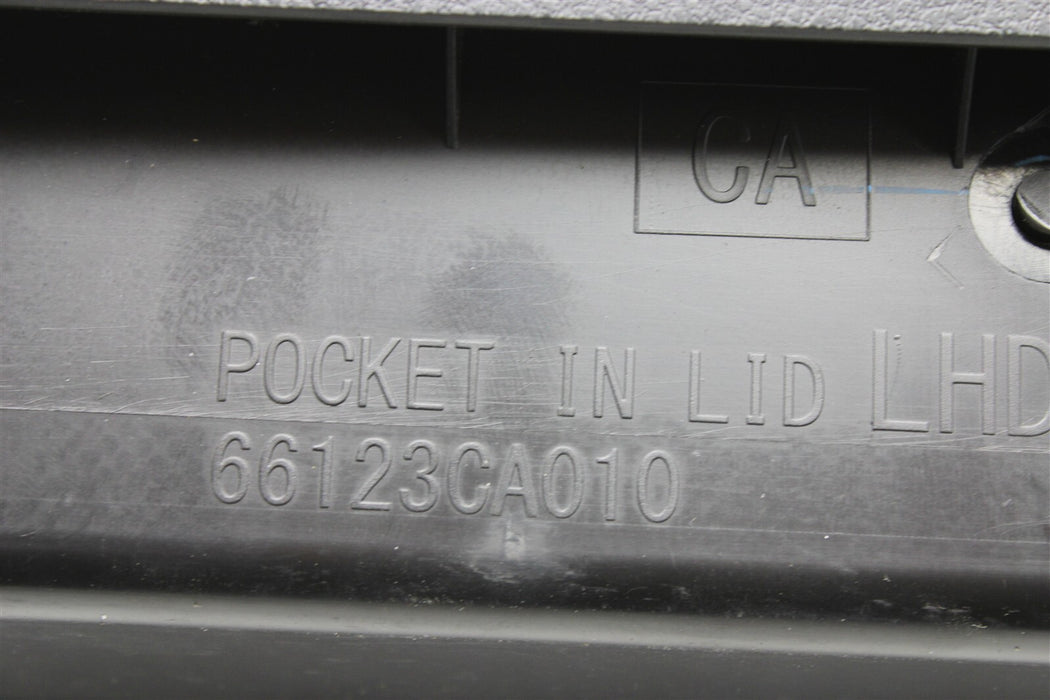 CA
POCKET IN LID LHD
66123CA010